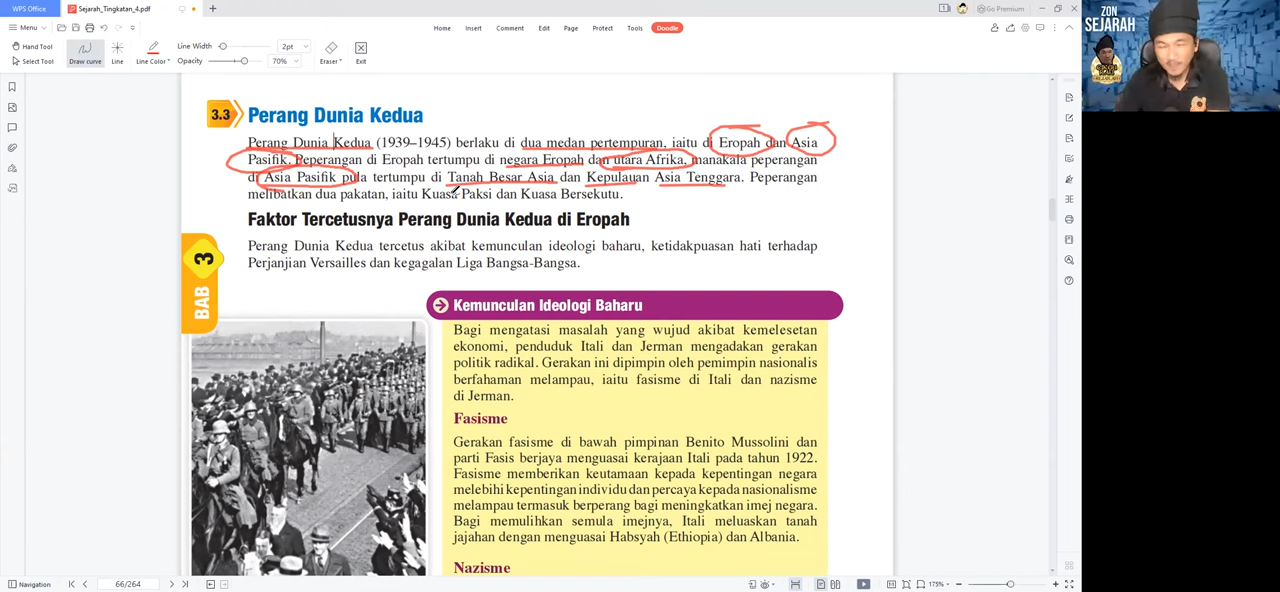 WPS Office
Sejarah_Tingkatan_4.pdf
Go Premium
Menu
Home Insert Comment Edit Page Protect Tools Doodle
Hand Tool
Select Tool
Draw curve
Line
Line Color
Line Width 2pt
Opacity 70%
Eraser
Exit
ZON
SEJARAH
3.3 Perang Dunia Kedua
Perang Dunia Kedua (1939–1945) berlaku di dua medan pertempuran, iaitu di Eropah dan Asia
Pasifik. Peperangan di Eropah tertumpu di negara Eropah dan utara Afrika, manakala peperangan
di Asia Pasifik pula tertumpu di Tanah Besar Asia dan Kepulauan Asia Tenggara. Peperangan
melibatkan dua pakatan, iaitu Kuasa Paksi dan Kuasa Bersekutu.
Faktor Tercetusnya Perang Dunia Kedua di Eropah
Perang Dunia Kedua tercetus akibat kemunculan ideologi baharu, ketidakpuasan hati terhadap
Perjanjian Versailles dan kegagalan Liga Bangsa-Bangsa.
BAB 3
Kemunculan Ideologi Baharu
Bagi mengatasi masalah yang wujud akibat kemelesetan
ekonomi, penduduk Itali dan Jerman mengadakan gerakan
politik radikal. Gerakan ini dipimpin oleh pemimpin nasionalis
berfahaman melampau, iaitu fasisme di Itali dan nazisme
di Jerman.
Fasisme
Gerakan fasisme di bawah pimpinan Benito Mussolini dan
parti Fasis berjaya menguasai kerajaan Itali pada tahun 1922.
Fasisme memberikan keutamaan kepada kepentingan negara
melebihi kepentingan individu dan percaya kepada nasionalisme
melampau termasuk berperang bagi meningkatkan imej negara.
Bagi memulihkan semula imejnya, Itali meluaskan tanah
jajahan dengan menguasai Habsyah (Ethiopia) dan Albania.
Nazisme
Navigation
66/264
175%